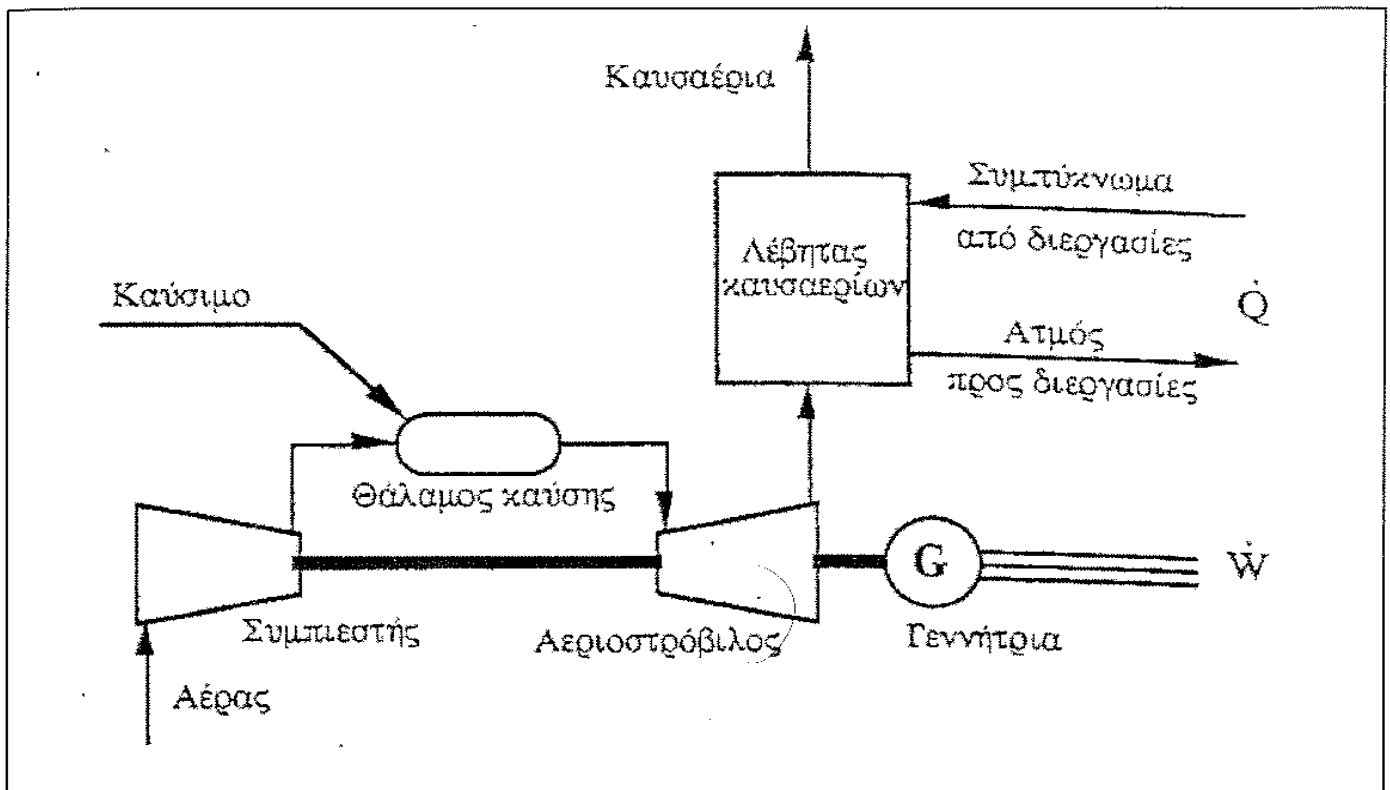 Καυσαέρια
Συμπύκνωμα
από διεργασίες
Λέβητας
καυσαερίων
Q̇
Καύσιμο
Ατμός
προς διεργασίες
Θάλαμος καύσης
G
Ẇ
Συμπιεστής
Αεριοστρόβιλος
Γεννήτρια
Αέρας